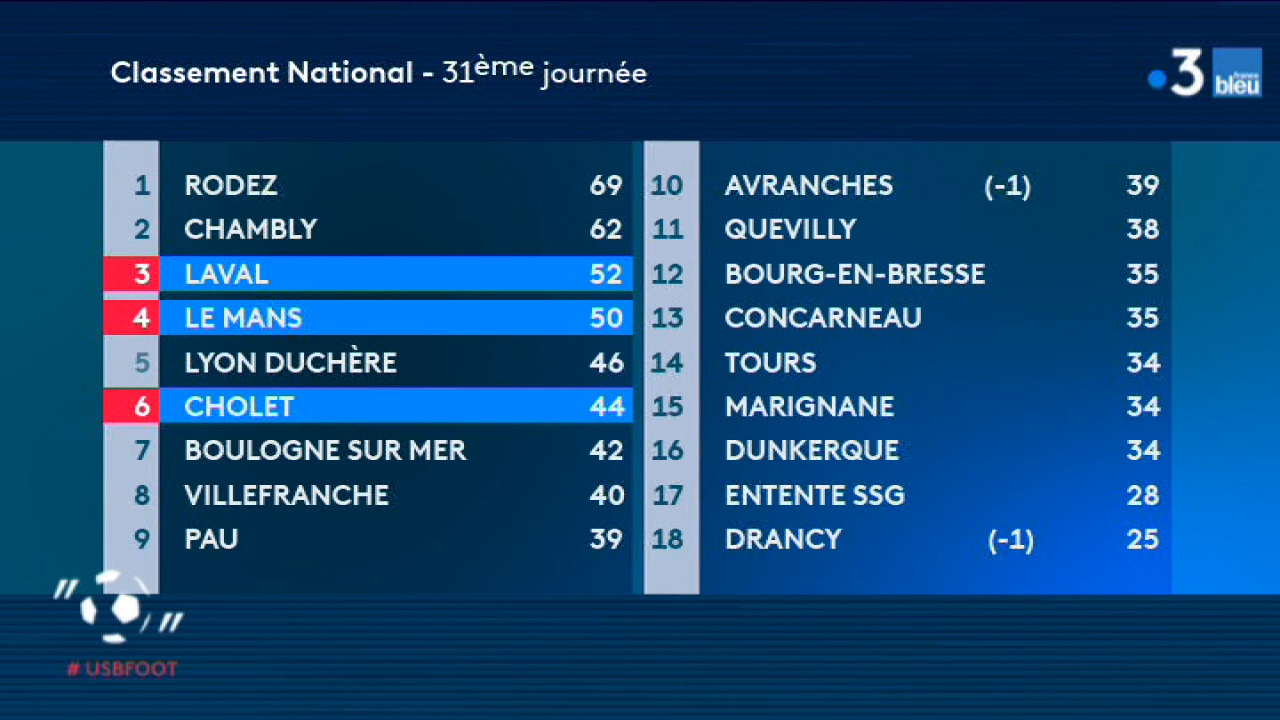 Classement National - 31ème journée
3
france
bleu
1 RODEZ 69
2 CHAMBLY 62
3 LAVAL 52
4 LE MANS 50
5 LYON DUCHÈRE 46
6 CHOLET 44
7 BOULOGNE SUR MER 42
8 VILLEFRANCHE 40
9 PAU 39
10 AVRANCHES (-1) 39
11 QUEVILLY 38
12 BOURG-EN-BRESSE 35
13 CONCARNEAU 35
14 TOURS 34
15 MARIGNANE 34
16 DUNKERQUE 34
17 ENTENTE SSG 28
18 DRANCY (-1) 25
# USBFOOT